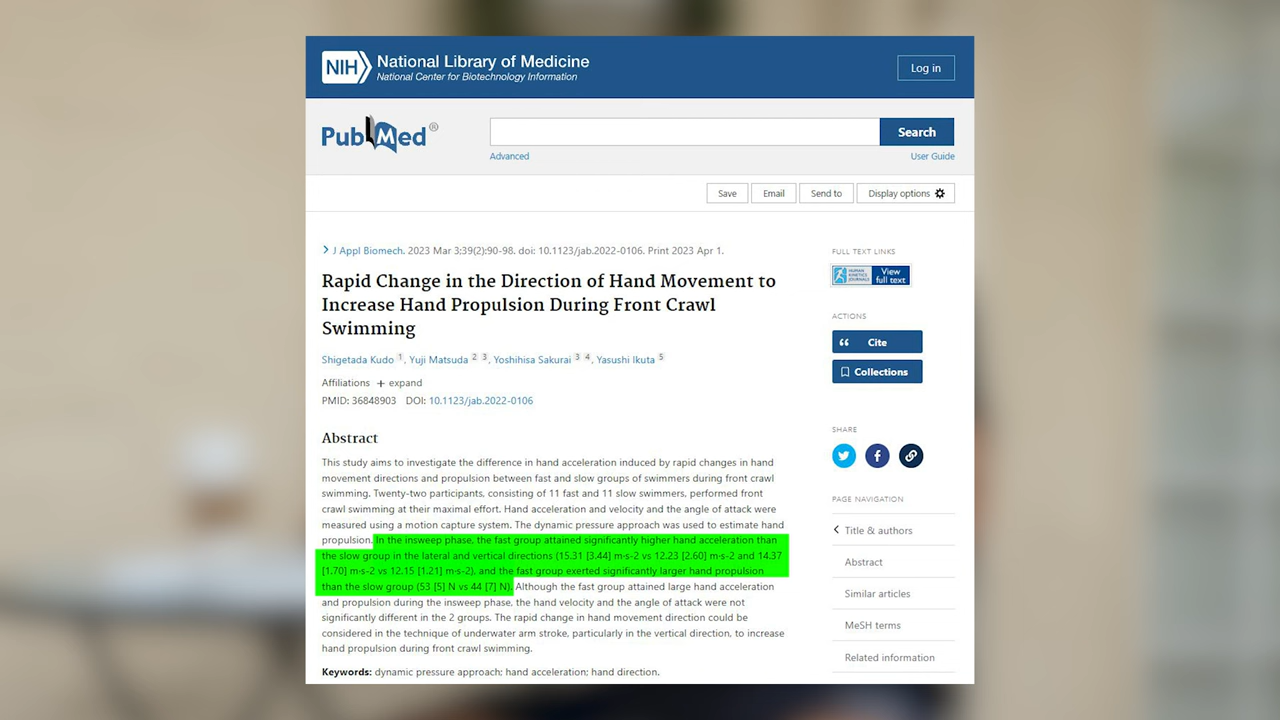 NIH National Library of Medicine
National Center for Biotechnology Information
Log in
PubMed®
Search
Advanced
User Guide
Save
Email
Send to
Display options
J Appl Biomech. 2023 Mar 3;39(2):90-98. doi: 10.1123/jab.2022-0106. Print 2023 Apr 1.
Rapid Change in the Direction of Hand Movement to
Increase Hand Propulsion During Front Crawl
Swimming
Shigetada Kudo 1, Yuji Matsuda 2 3, Yoshihisa Sakurai 3 4, Yasushi Ikuta 5
Affiliations + expand
PMID: 36848903 DOI: 10.1123/jab.2022-0106
Abstract
This study aims to investigate the difference in hand acceleration induced by rapid changes in hand
movement directions and propulsion between fast and slow groups of swimmers during front crawl
swimming. Twenty-two participants, consisting of 11 fast and 11 slow swimmers, performed front
crawl swimming at their maximal effort. Hand acceleration and velocity and the angle of attack were
measured using a motion capture system. The dynamic pressure approach was used to estimate hand
propulsion. In the insweep phase, the fast group attained significantly higher hand acceleration than
the slow group in the lateral and vertical directions (15.31 [3.44] m·s-2 vs 12.23 [2.60] m·s-2 and 14.37
[1.70] m·s-2 vs 12.15 [1.21] m·s-2), and the fast group exerted significantly larger hand propulsion
than the slow group (53 [5] N vs 44 [7] N). Although the fast group attained large hand acceleration
and propulsion during the insweep phase, the hand velocity and the angle of attack were not
significantly different in the 2 groups. The rapid change in hand movement direction could be
considered in the technique of underwater arm stroke, particularly in the vertical direction, to increase
hand propulsion during front crawl swimming.
Keywords: dynamic pressure approach; hand acceleration; hand direction.
FULL TEXT LINKS
HUMAN
KINETICS
JOURNALS
View
full text
ACTIONS
Cite
Collections
SHARE
PAGE NAVIGATION
Title & authors
Abstract
Similar articles
MeSH terms
Related information